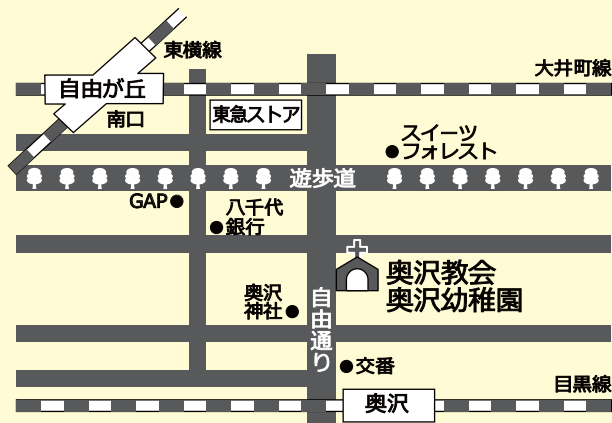 東横線
大井町線
自由が丘
南口
東急ストア
スイーツ
フォレスト
遊歩道
GAP
八千代
銀行
奥沢教会
奥沢幼稚園
奥沢
神社
自由通り
交番
目黒線
奥沢